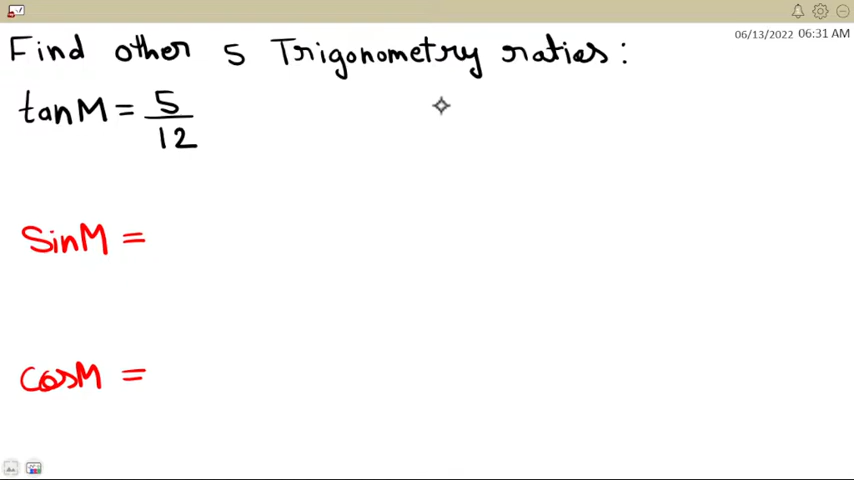 06/13/2022 06:31 AM
Find other 5 Trigonometry ratios:
tanM = 5/12
SinM =
CosM =